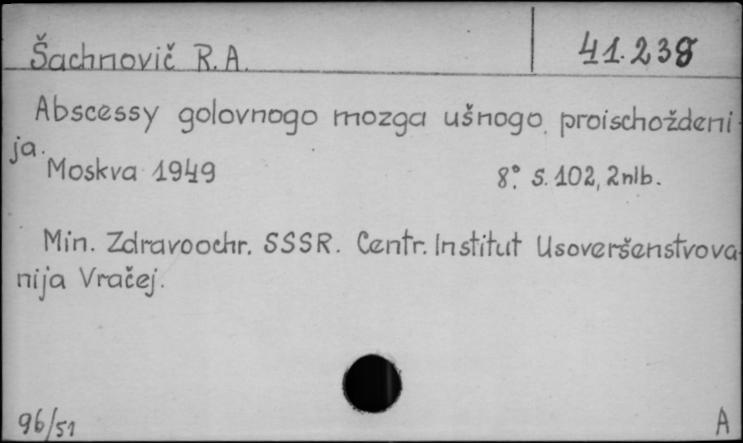 Šachnovič R.A. 41.238
Abscessy golovnogo mozga ušnogo proischoždeni-
ja.
Moskva 1949 8° S. 102, 2nlb.
Min. Zdravoochr. SSSR. Centr. Institut Usoveršenstvova-
nija Vračej.
96/51 A